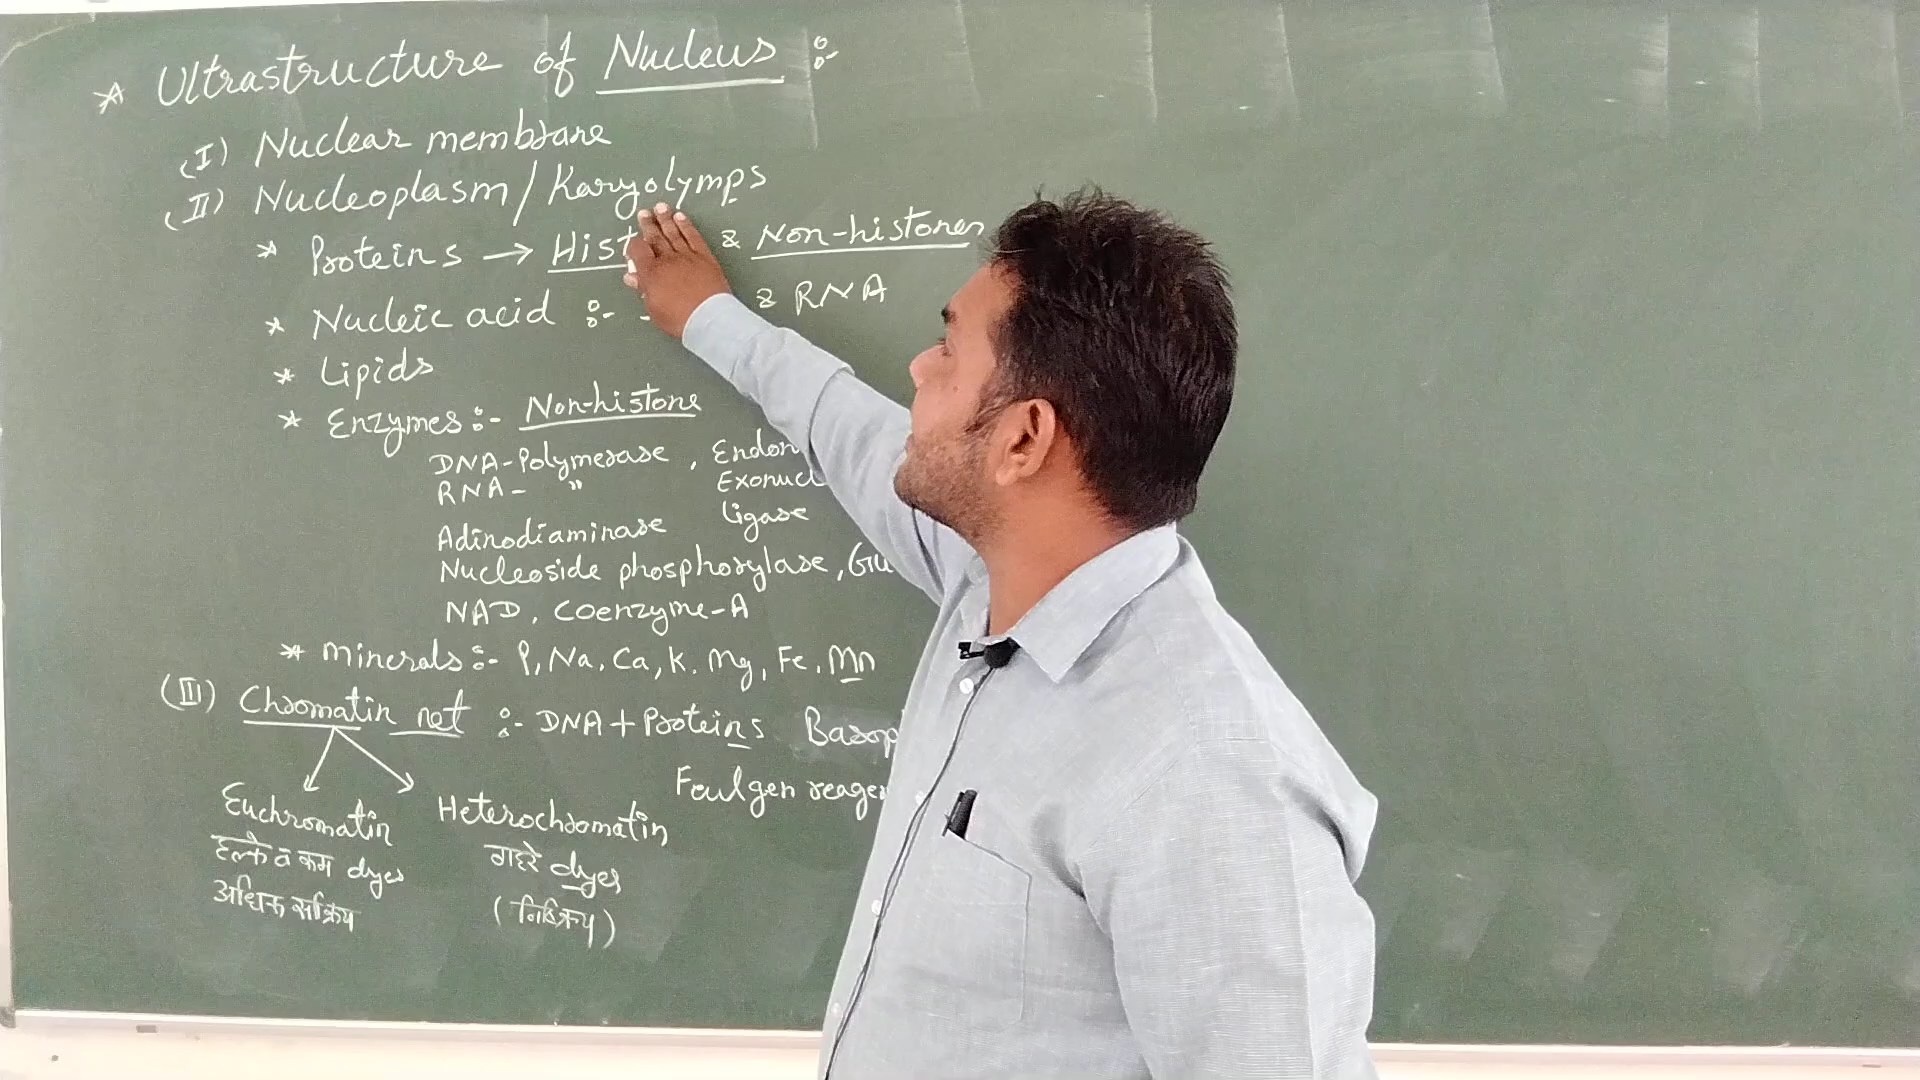 * Ultrastructure of Nucleus :-
(I) Nuclear membrane
(II) Nucleoplasm / Karyolymps
* Proteins → Hist & Non-histones
* Nucleic acid :- & RNA
* Lipids
* Enzymes :- Non-histone
DNA-Polymerase , Endon
RNA- " Exonucl
Adinodiaminase Ligase
Nucleoside phosphorylase , Glu
NAD , Coenzyme-A
* minerals :- P, Na, Ca, K. Mg, Fe, Mn
(III) Chromatin net :- DNA + Proteins Basop
Foulgen reage
Euchromatin Heterochromatin
हल्के व कम dyes गहरे dyes
अधिक सक्रिय (निष्क्रिय)